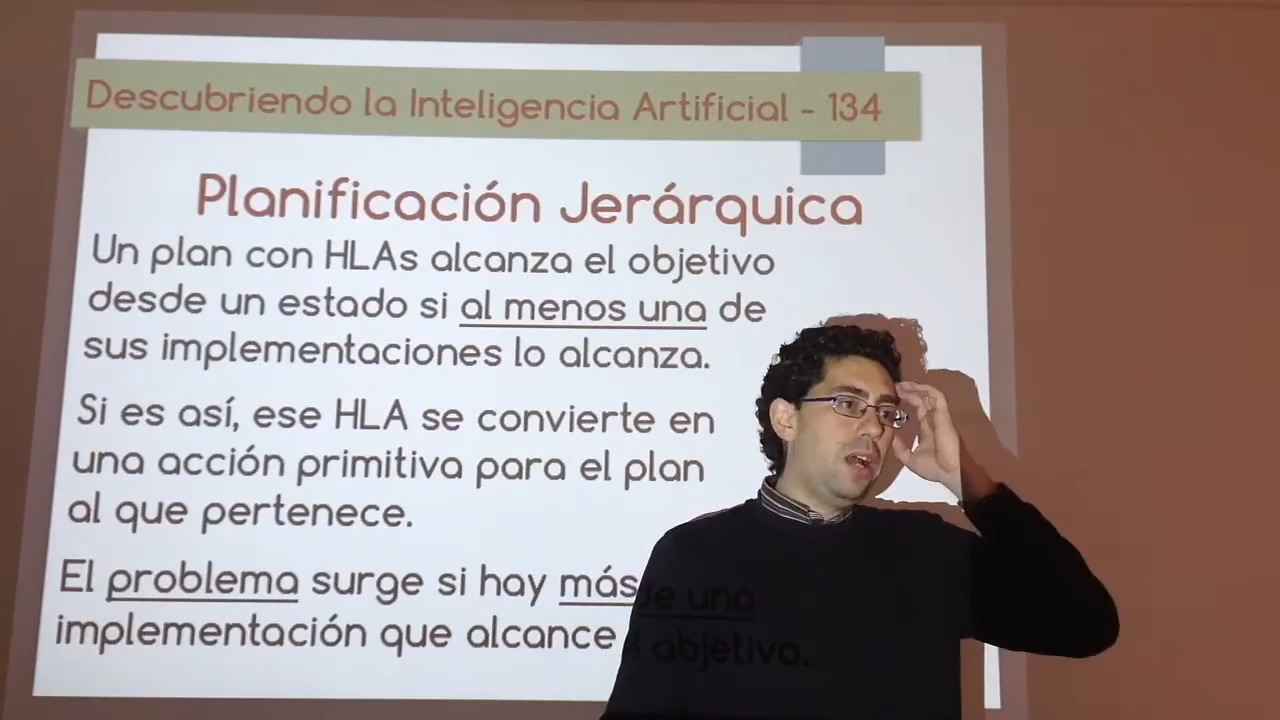 Descubriendo la Inteligencia Artificial - 134
Planificación Jerárquica
Un plan con HLAs alcanza el objetivo
desde un estado si al menos una de
sus implementaciones lo alcanza.
Si es así, ese HLA se convierte en
una acción primitiva para el plan
al que pertenece.
El problema surge si hay más de una
implementación que alcance el objetivo.